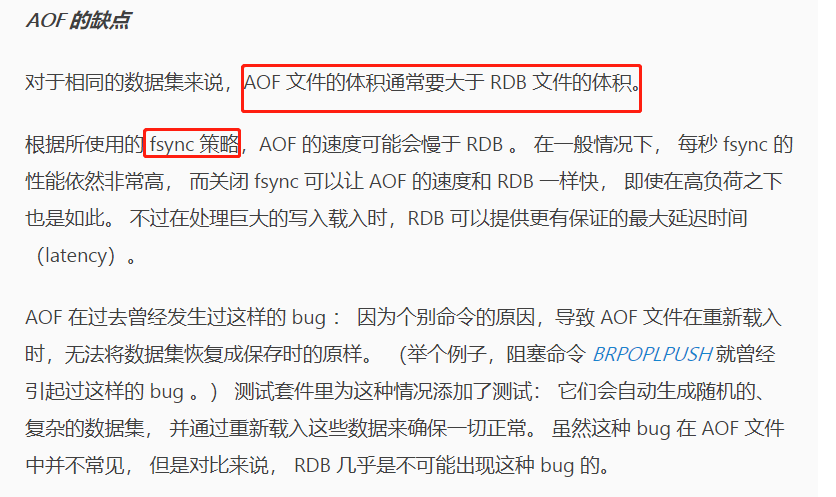 AOF 的缺点
对于相同的数据集来说，AOF 文件的体积通常要大于 RDB 文件的体积。
根据所使用的 fsync 策略，AOF 的速度可能会慢于 RDB 。 在一般情况下， 每秒 fsync 的
性能依然非常高， 而关闭 fsync 可以让 AOF 的速度和 RDB 一样快， 即使在高负荷之下
也是如此。 不过在处理巨大的写入载入时，RDB 可以提供更有保证的最大延迟时间
（latency）。
AOF 在过去曾经发生过这样的 bug ： 因为个别命令的原因，导致 AOF 文件在重新载入
时，无法将数据集恢复成保存时的原样。 （举个例子，阻塞命令 BRPOPLPUSH 就曾经
引起过这样的 bug 。） 测试套件里为这种情况添加了测试： 它们会自动生成随机的、
复杂的数据集， 并通过重新载入这些数据来确保一切正常。 虽然这种 bug 在 AOF 文件
中并不常见， 但是对比来说， RDB 几乎是不可能出现这种 bug 的。